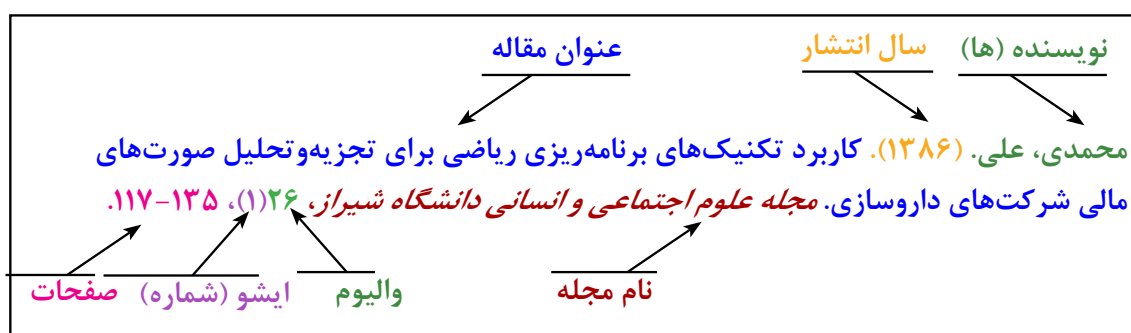 نویسنده (ها) سال انتشار عنوان مقاله
محمدی، علی. (۱۳۸۶). کاربرد تکنیک‌های برنامه‌ریزی ریاضی برای تجزیه‌وتحلیل صورت‌های
مالی شرکت‌های داروسازی. مجله علوم اجتماعی و انسانی دانشگاه شیراز، ۲۶(۱)، ۱۳۵-۱۱۷.
نام مجله والیوم ایشو (شماره) صفحات